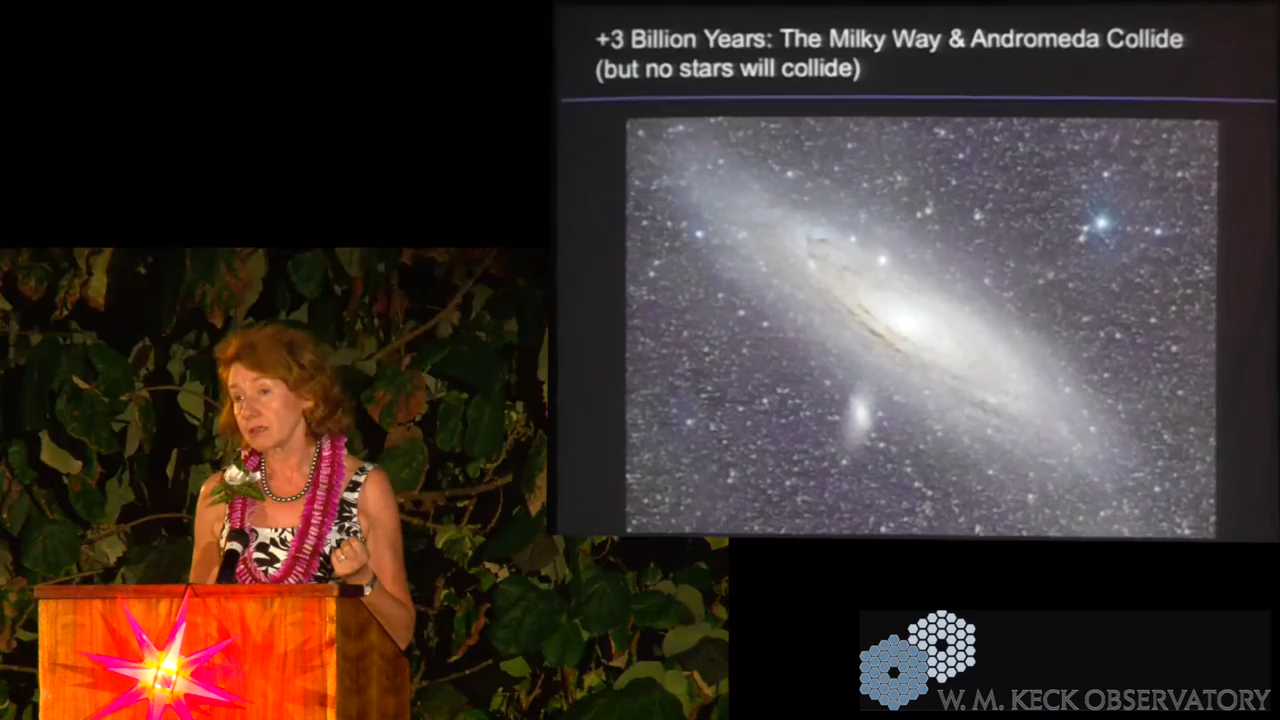 +3 Billion Years: The Milky Way & Andromeda Collide
(but no stars will collide)
W. M. KECK OBSERVATORY